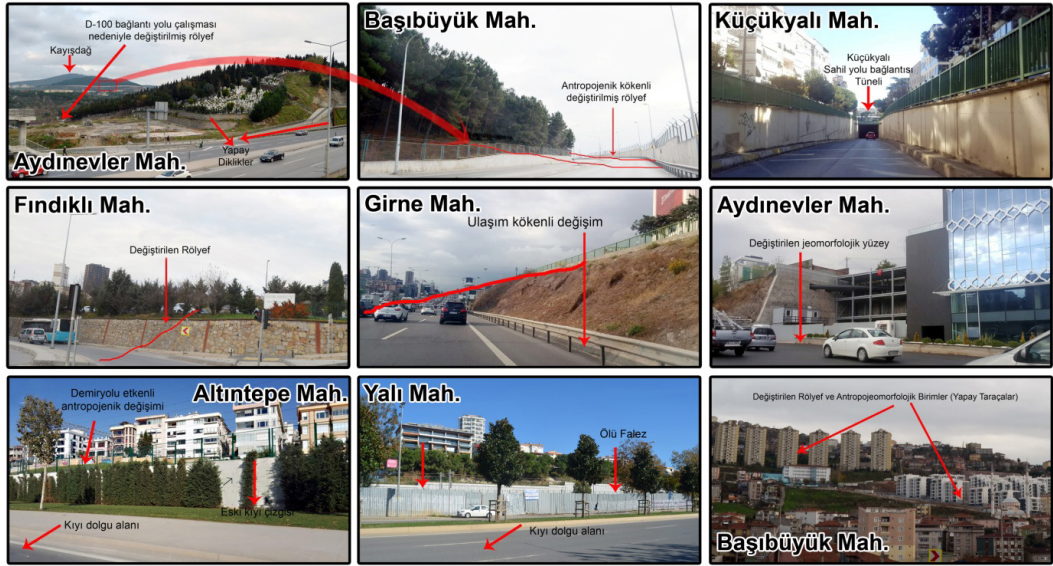 D-100 bağlantı yolu çalışması
nedeniyle değiştirilmiş rölyef
Kayışdağ
Yapay
Diklikler
Aydınevler Mah.
Başıbüyük Mah.
Antropojenik kökenli
değiştirilmiş rölyef
Küçükyalı Mah.
Küçükyalı
Sahil yolu bağlantısı
Tüneli
Fındıklı Mah.
Değiştirilen Rölyef
Girne Mah.
Ulaşım kökenli değişim
Aydınevler Mah.
Değiştirilen jeomorfolojik yüzey
Altıntepe Mah.
Demiryolu etkenli
antropojenik değişimi
Eski kıyı çizgisi
Kıyı dolgu alanı
Yalı Mah.
Ölü Falez
Kıyı dolgu alanı
Değiştirilen Rölyef ve Antropojeomorfolojik Birimler (Yapay Taraçalar)
Başıbüyük Mah.